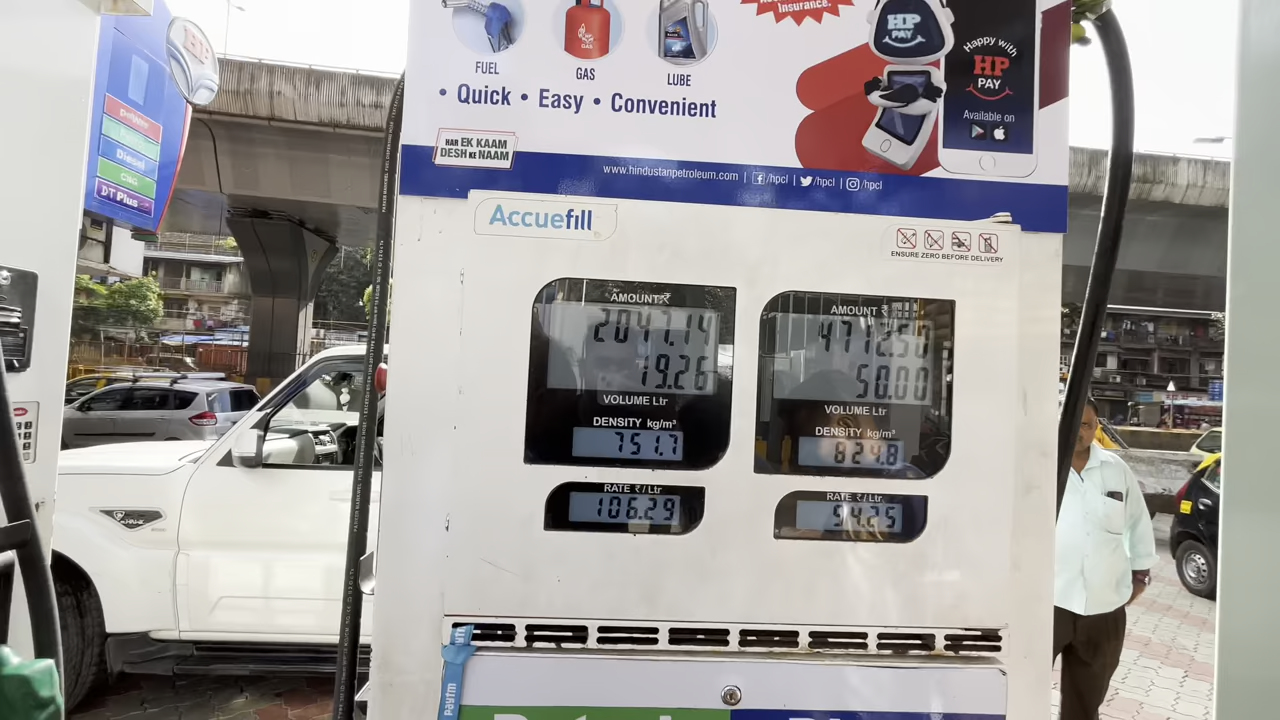 Insurance.
HP
PAY
FUEL
GAS
LUBE
• Quick • Easy • Convenient
Happy with
HP
PAY
Available on
HAR EK KAAM
DESH KE NAAM
www.hindustanpetroleum.com | /hpcl | /hpcl | /hpcl
Accuefill
ENSURE ZERO BEFORE DELIVERY
AMOUNT ₹
2047.14
19.26
VOLUME Ltr
DENSITY kg/m³
751.7
RATE ₹ / Ltr
106.29
AMOUNT ₹
4712.50
50.00
VOLUME Ltr
DENSITY kg/m³
824.8
RATE ₹ / Ltr
94.25
HP
Diesel
CNG
DT Plus
paytm